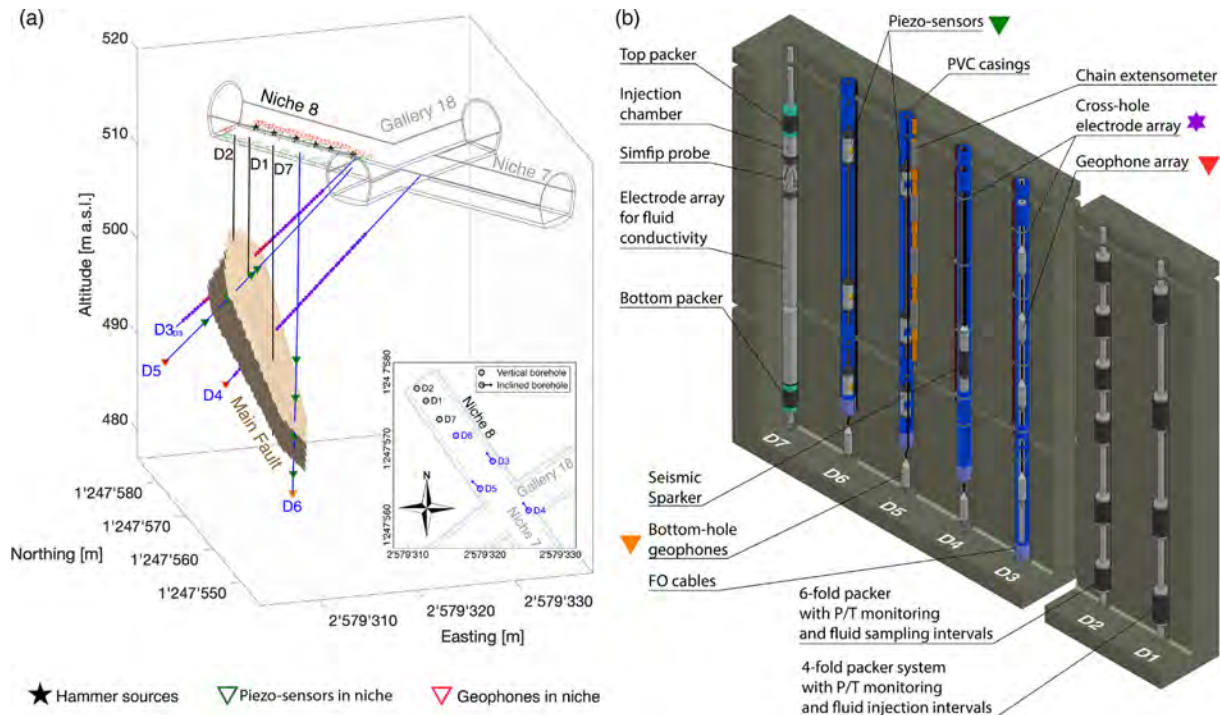 (a)
520
510
500
490
480
Altitude [m a.s.l.]
Niche 8
Gallery 18
Niche 7
D2
D1
D7
D3
D5
D4
Main Fault
D6
1'247'580
1'247'570
1'247'560
1'247'550
Northing [m]
2'579'310
2'579'320
2'579'330
Easting [m]
Vertical borehole
Inclined borehole
1'24 7'580
1'247'570
1'247'560
D2
D1
D7
D6
D3
D5
D4
Niche 8
Gallery 18
Niche 7
N
2'579'310
2'579'320
2'579'330
Hammer sources
Piezo-sensors in niche
Geophones in niche
(b)
Top packer
Injection
chamber
Simfip probe
Electrode array
for fluid
conductivity
Bottom packer
Piezo-sensors
PVC casings
Chain extensometer
Cross-hole
electrode array
Geophone array
Seismic
Sparker
Bottom-hole
geophones
FO cables
6-fold packer
with P/T monitoring
and fluid sampling intervals
4-fold packer system
with P/T monitoring
and fluid injection intervals
D7
D6
D5
D4
D3
D2
D1